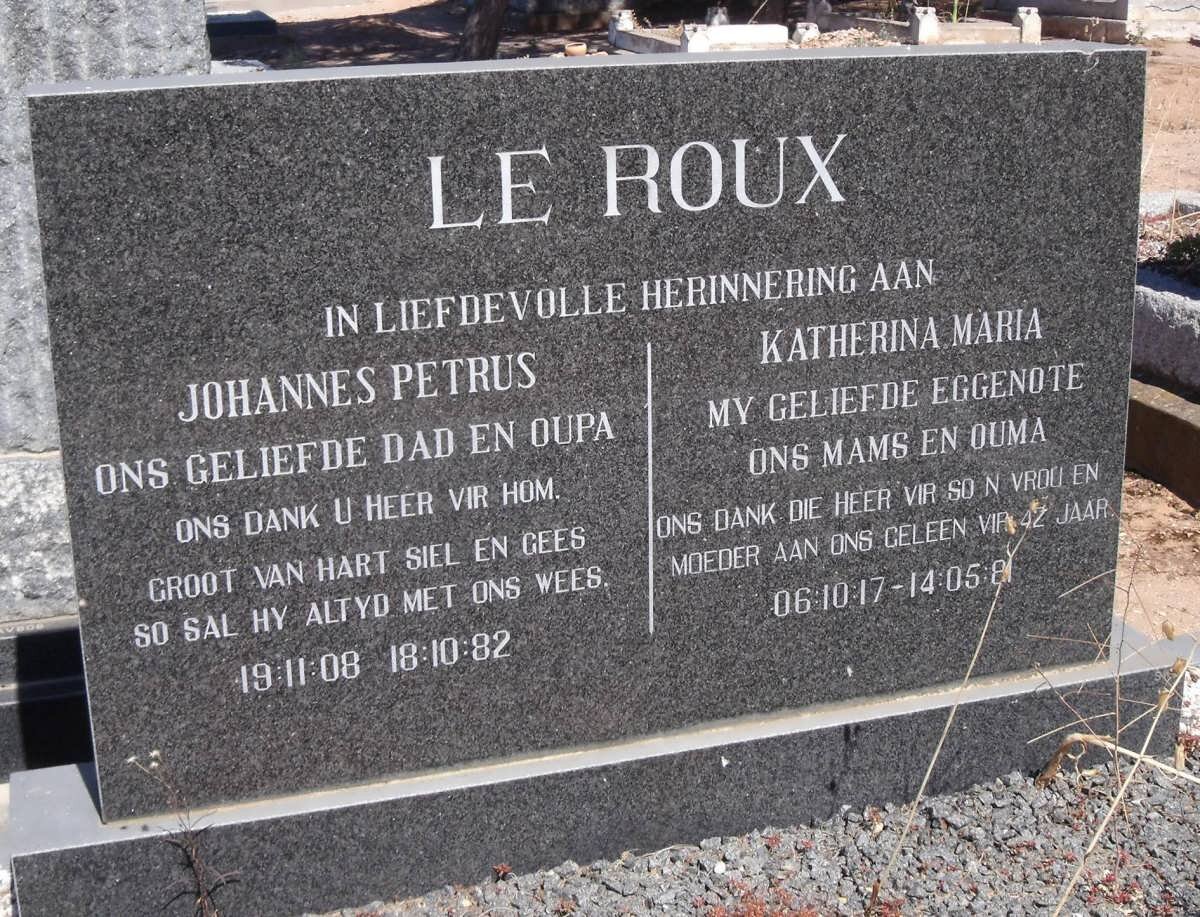 LE ROUX
IN LIEFDEVOLLE HERINNERING AAN
JOHANNES PETRUS
ONS GELIEFDE DAD EN OUPA
ONS DANK U HEER VIR HOM.
GROOT VAN HART SIEL EN GEES
SO SAL HY ALTYD MET ONS WEES.
19:11:08 18:10:82
KATHERINA MARIA
MY GELIEFDE EGGENOTE
ONS MAMS EN OUMA
ONS DANK DIE HEER VIR SO N VROU EN
MOEDER AAN ONS GELEEN VIR 42 JAAR
06:10:17-14:05:81